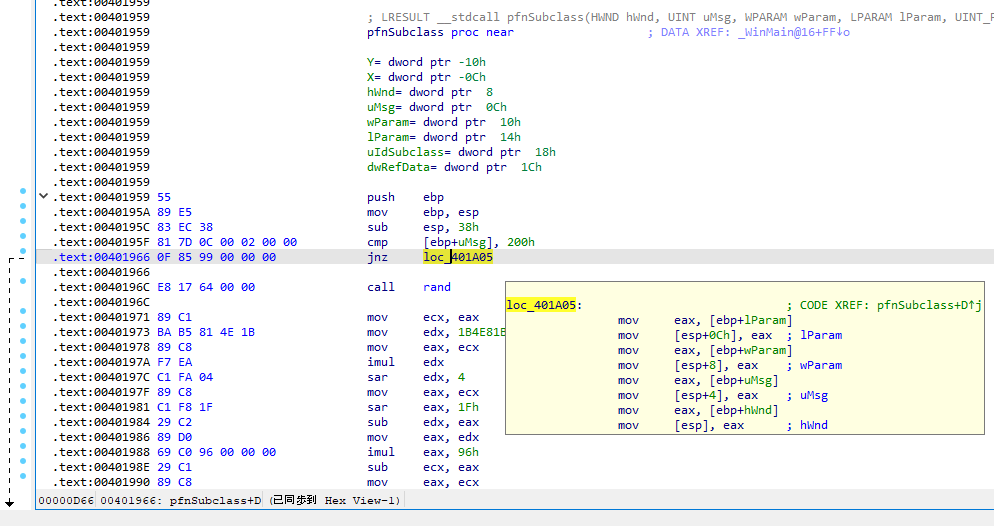 .text:00401959
.text:00401959 ; LRESULT __stdcall pfnSubclass(HWND hWnd, UINT uMsg, WPARAM wParam, LPARAM lParam, UINT_P
.text:00401959 pfnSubclass proc near ; DATA XREF: _WinMain@16+FF↓o
.text:00401959
.text:00401959 Y= dword ptr -10h
.text:00401959 X= dword ptr -0Ch
.text:00401959 hWnd= dword ptr 8
.text:00401959 uMsg= dword ptr 0Ch
.text:00401959 wParam= dword ptr 10h
.text:00401959 lParam= dword ptr 14h
.text:00401959 uIdSubclass= dword ptr 18h
.text:00401959 dwRefData= dword ptr 1Ch
.text:00401959
.text:00401959 55 push ebp
.text:0040195A 89 E5 mov ebp, esp
.text:0040195C 83 EC 38 sub esp, 38h
.text:0040195F 81 7D 0C 00 02 00 00 cmp [ebp+uMsg], 200h
.text:00401966 0F 85 99 00 00 00 jnz loc_401A05
.text:00401966
.text:0040196C E8 17 64 00 00 call rand
.text:0040196C
.text:00401971 89 C1 mov ecx, eax
.text:00401973 BA B5 81 4E 1B mov edx, 1B4E81B
.text:00401978 89 C8 mov eax, ecx
.text:0040197A F7 EA imul edx
.text:0040197C C1 FA 04 sar edx, 4
.text:0040197F 89 C8 mov eax, ecx
.text:00401981 C1 F8 1F sar eax, 1Fh
.text:00401984 29 C2 sub edx, eax
.text:00401986 89 D0 mov eax, edx
.text:00401988 69 C0 96 00 00 00 imul eax, 96h
.text:0040198E 29 C1 sub ecx, eax
.text:00401990 89 C8 mov eax, ecx
loc_401A05: ; CODE XREF: pfnSubclass+D↑j
mov eax, [ebp+lParam]
mov [esp+0Ch], eax ; lParam
mov eax, [ebp+wParam]
mov [esp+8], eax ; wParam
mov eax, [ebp+uMsg]
mov [esp+4], eax ; uMsg
mov eax, [ebp+hWnd]
mov [esp], eax ; hWnd
00000D66 00401966: pfnSubclass+D (已同步到 Hex View-1)